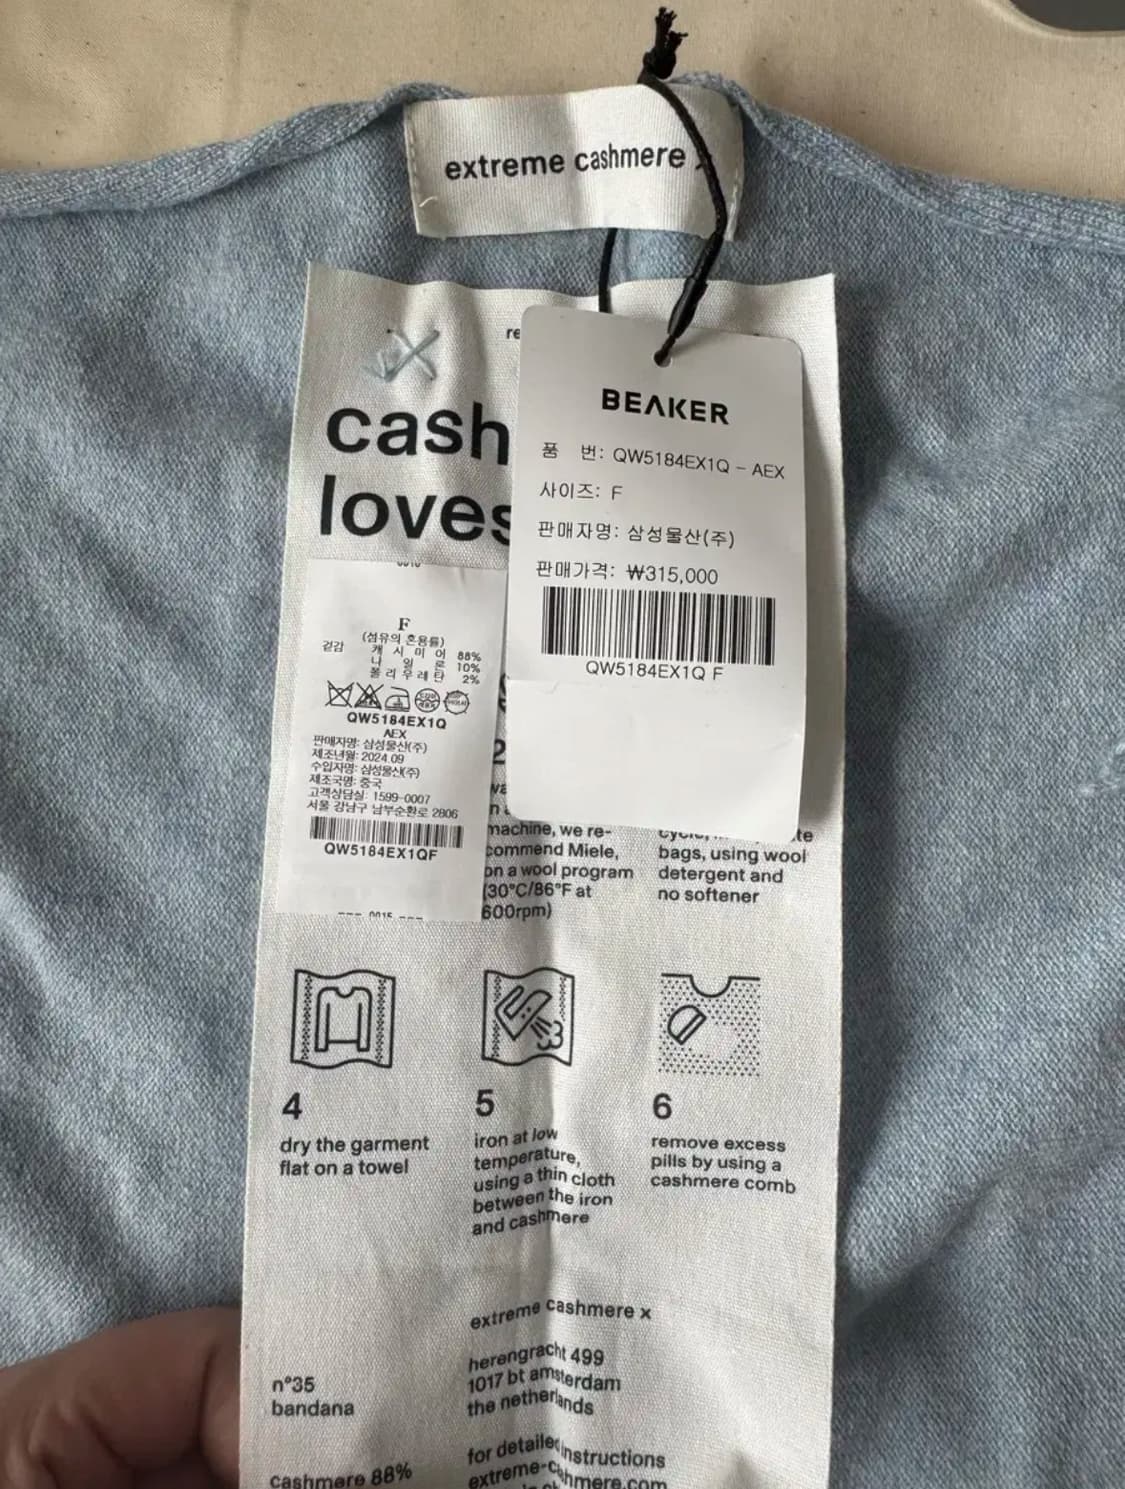 extreme cashmere
re
cash
loves
BEAKER
품 번: QW5184EX1Q - AEX
사이즈: F
판매자명: 삼성물산(주)
판매가격: ₩315,000
QW5184EX1Q F
F
(섬유의 혼용률)
겉감 캐시미어 88%
나일론 10%
폴리우레탄 2%
QW5184EX1Q
AEX
판매자명: 삼성물산(주)
제조년월: 2024.09
수입자명: 삼성물산(주)
제조국명: 중국
고객상담실: 1599-0007
서울 강남구 남부순환로 2806
QW5184EX1QF
--- 0015 ---
2
machine, we re-
commend Miele,
on a wool program
(30°C/86°F at
600rpm)
bags, using wool
detergent and
no softener
4
dry the garment
flat on a towel
5
iron at low
temperature,
using a thin cloth
between the iron
and cashmere
6
remove excess
pills by using a
cashmere comb
extreme cashmere x
herengracht 499
1017 bt amsterdam
the netherlands
n°35
bandana
for detailed instructions
extreme-cashmere.com
cashmere 88%